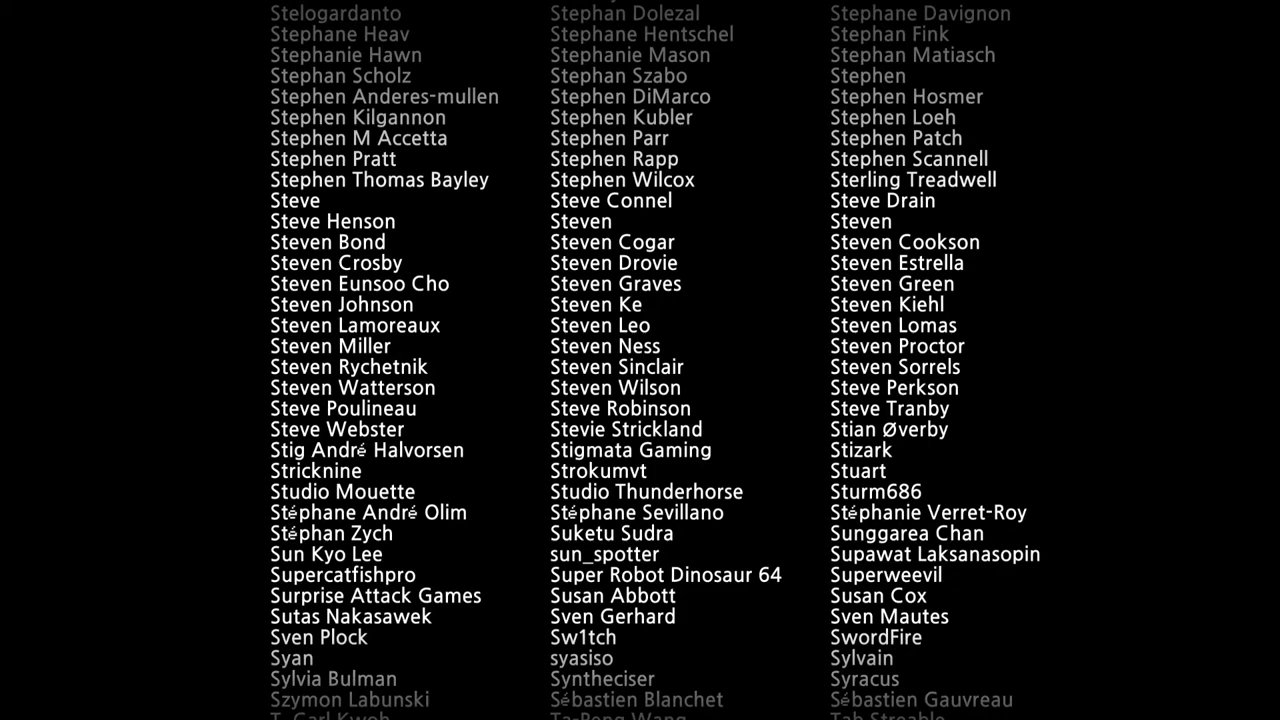 Stelogardanto Stephan Dolezal Stephane Davignon
Stephane Heav Stephane Hentschel Stephan Fink
Stephanie Hawn Stephanie Mason Stephan Matiasch
Stephan Scholz Stephan Szabo Stephen
Stephen Anderes-mullen Stephen DiMarco Stephen Hosmer
Stephen Kilgannon Stephen Kubler Stephen Loeh
Stephen M Accetta Stephen Parr Stephen Patch
Stephen Pratt Stephen Rapp Stephen Scannell
Stephen Thomas Bayley Stephen Wilcox Sterling Treadwell
Steve Steve Connel Steve Drain
Steve Henson Steven Steven
Steven Bond Steven Cogar Steven Cookson
Steven Crosby Steven Drovie Steven Estrella
Steven Eunsoo Cho Steven Graves Steven Green
Steven Johnson Steven Ke Steven Kiehl
Steven Lamoreaux Steven Leo Steven Lomas
Steven Miller Steven Ness Steven Proctor
Steven Rychetnik Steven Sinclair Steven Sorrels
Steven Watterson Steven Wilson Steve Perkson
Steve Poulineau Steve Robinson Steve Tranby
Steve Webster Stevie Strickland Stian Øverby
Stig André Halvorsen Stigmata Gaming Stizark
Stricknine Strokumvt Stuart
Studio Mouette Studio Thunderhorse Sturm686
Stéphane André Olim Stéphane Sevillano Stéphanie Verret-Roy
Stéphan Zych Suketu Sudra Sunggarea Chan
Sun Kyo Lee sun_spotter Supawat Laksanasopin
Supercatfishpro Super Robot Dinosaur 64 Superweevil
Surprise Attack Games Susan Abbott Susan Cox
Sutas Nakasawek Sven Gerhard Sven Mautes
Sven Plock Sw1tch SwordFire
Syan syasiso Sylvain
Sylvia Bulman Syntheciser Syracus
Szymon Labunski Sébastien Blanchet Sébastien Gauvreau
T. Carl Kwoh Ta-Peng Wang Tab Streable